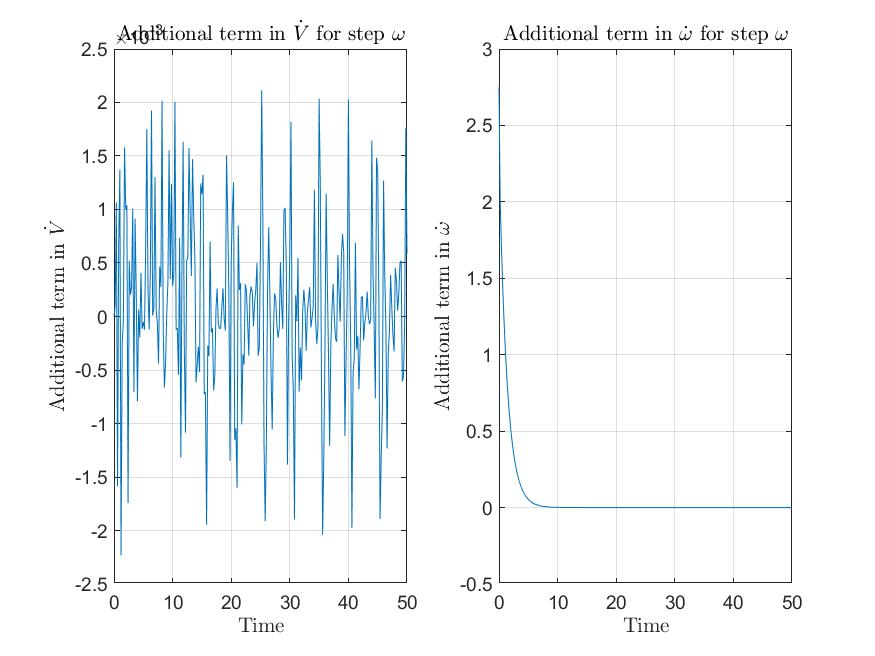 Additional term in V̇ for step ω
2.5
2
1.5
1
0.5
0
-0.5
-1
-1.5
-2
-2.5
0 10 20 30 40 50
Time
Additional term in V̇
Additional term in ω̇ for step ω
3
2.5
2
1.5
1
0.5
0
-0.5
0 10 20 30 40 50
Time
Additional term in ω̇